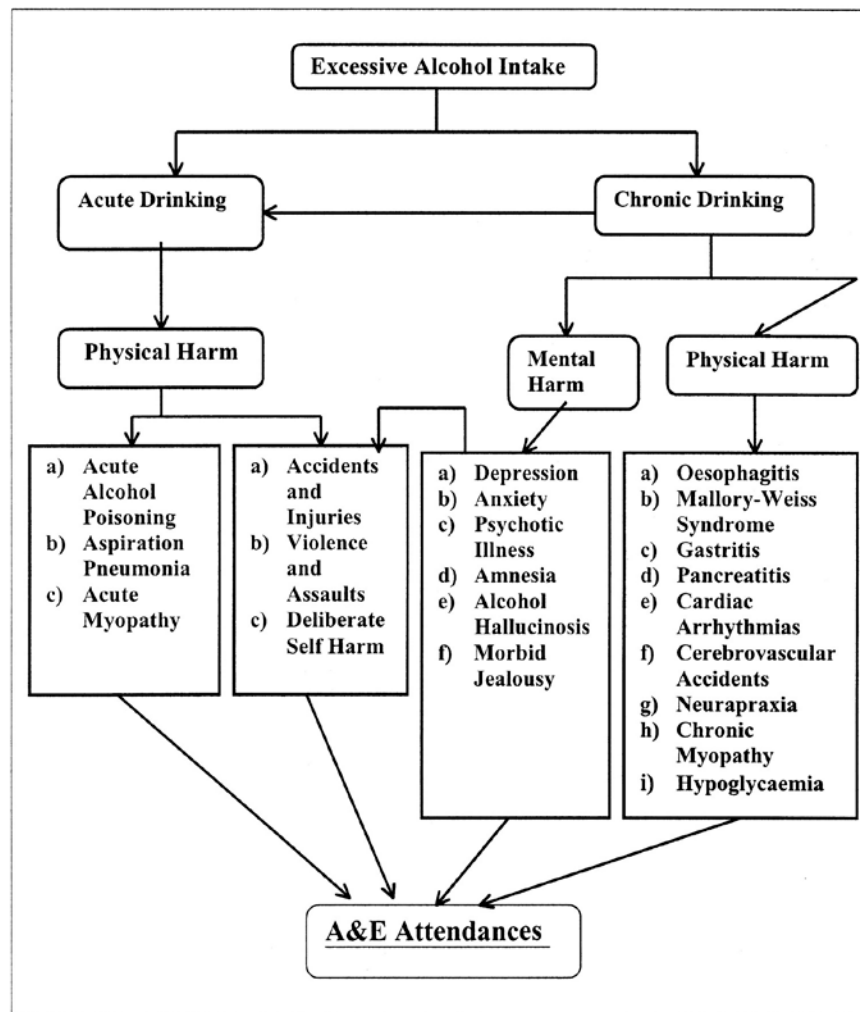 Excessive Alcohol Intake
Acute Drinking
Chronic Drinking
Physical Harm
Mental
Harm
Physical Harm
a) Acute
Alcohol
Poisoning
b) Aspiration
Pneumonia
c) Acute
Myopathy
a) Accidents
and
Injuries
b) Violence
and
Assaults
c) Deliberate
Self Harm
a) Depression
b) Anxiety
c) Psychotic
Illness
d) Amnesia
e) Alcohol
Hallucinosis
f) Morbid
Jealousy
a) Oesophagitis
b) Mallory-Weiss
Syndrome
c) Gastritis
d) Pancreatitis
e) Cardiac
Arrhythmias
f) Cerebrovascular
Accidents
g) Neurapraxia
h) Chronic
Myopathy
i) Hypoglycaemia
A&E Attendances